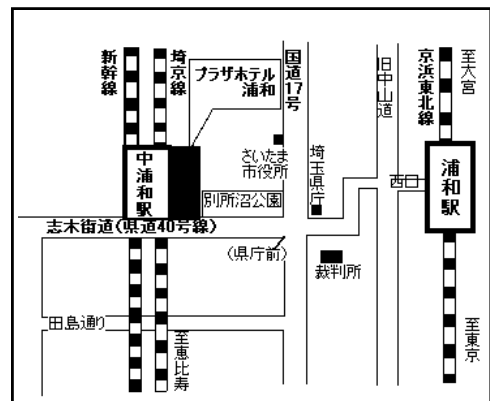 新幹線
埼京線
プラザホテル
浦和
国道17号
旧中山道
京浜東北線
至大宮
中浦和駅
さいたま
市役所
埼玉県庁
西口
浦和駅
別所沼公園
志木街道(県道40号線)
(県庁前)
裁判所
田島通り
至恵比寿
至東京